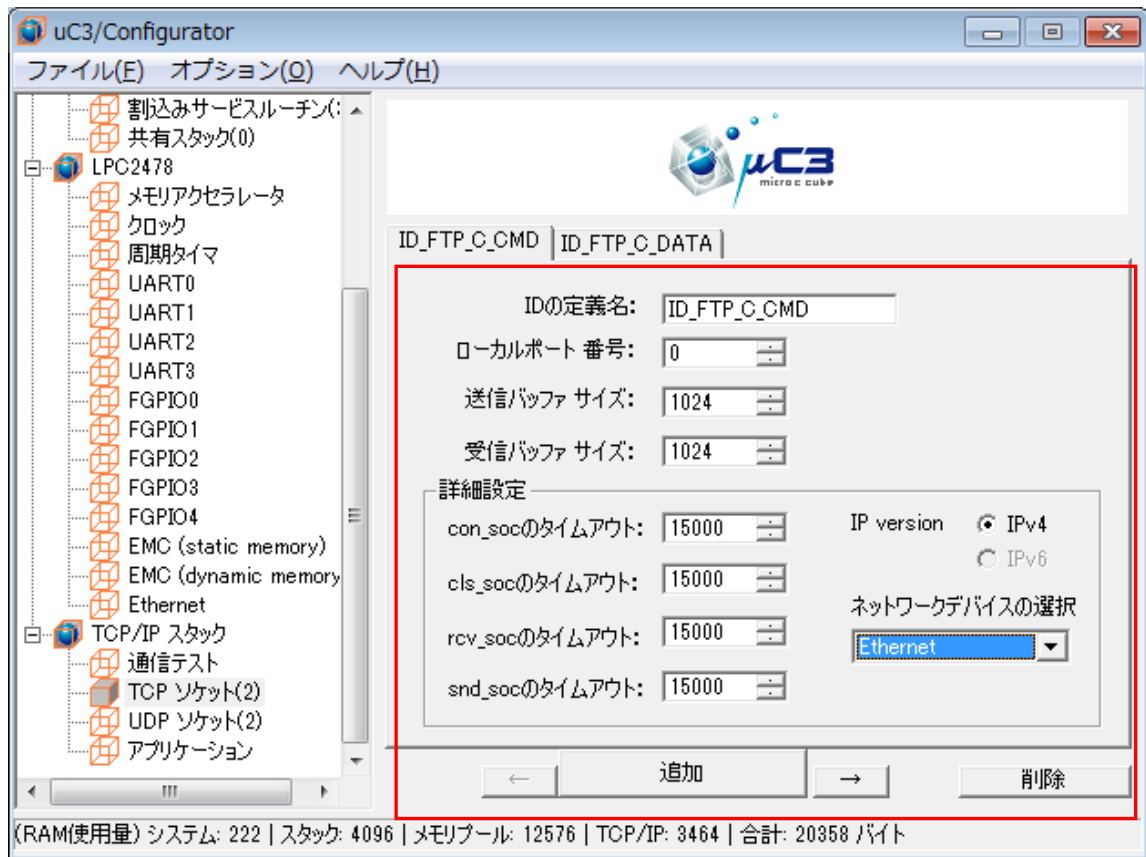 uC3/Configurator
ファイル(F) オプション(O) ヘルプ(H)
割込みサービスルーチン(
共有スタック(0)
LPC2478
メモリアクセラレータ
クロック
周期タイマ
UART0
UART1
UART2
UART3
FGPIO0
FGPIO1
FGPIO2
FGPIO3
FGPIO4
EMC (static memory)
EMC (dynamic memory
Ethernet
TCP/IP スタック
通信テスト
TCP ソケット(2)
UDP ソケット(2)
アプリケーション
μC3
micro c cube
ID_FTP_C_CMD ID_FTP_C_DATA
IDの定義名: ID_FTP_C_CMD
ローカルポート 番号: 0
送信バッファ サイズ: 1024
受信バッファ サイズ: 1024
詳細設定
con_socのタイムアウト: 15000
cls_socのタイムアウト: 15000
rcv_socのタイムアウト: 15000
snd_socのタイムアウト: 15000
IP version IPv4
IPv6
ネットワークデバイスの選択
Ethernet
← 追加 → 削除
(RAM使用量) システム: 222 | スタック: 4096 | メモリプール: 12576 | TCP/IP: 3464 | 合計: 20358 バイト